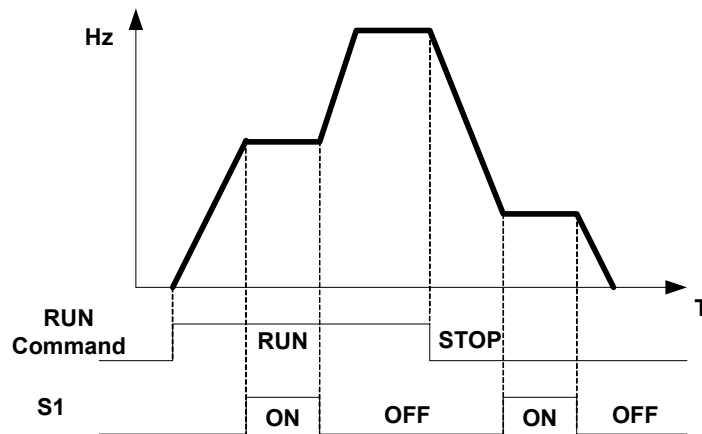 Hz
T
RUN
Command
RUN
STOP
S1
ON
OFF
ON
OFF